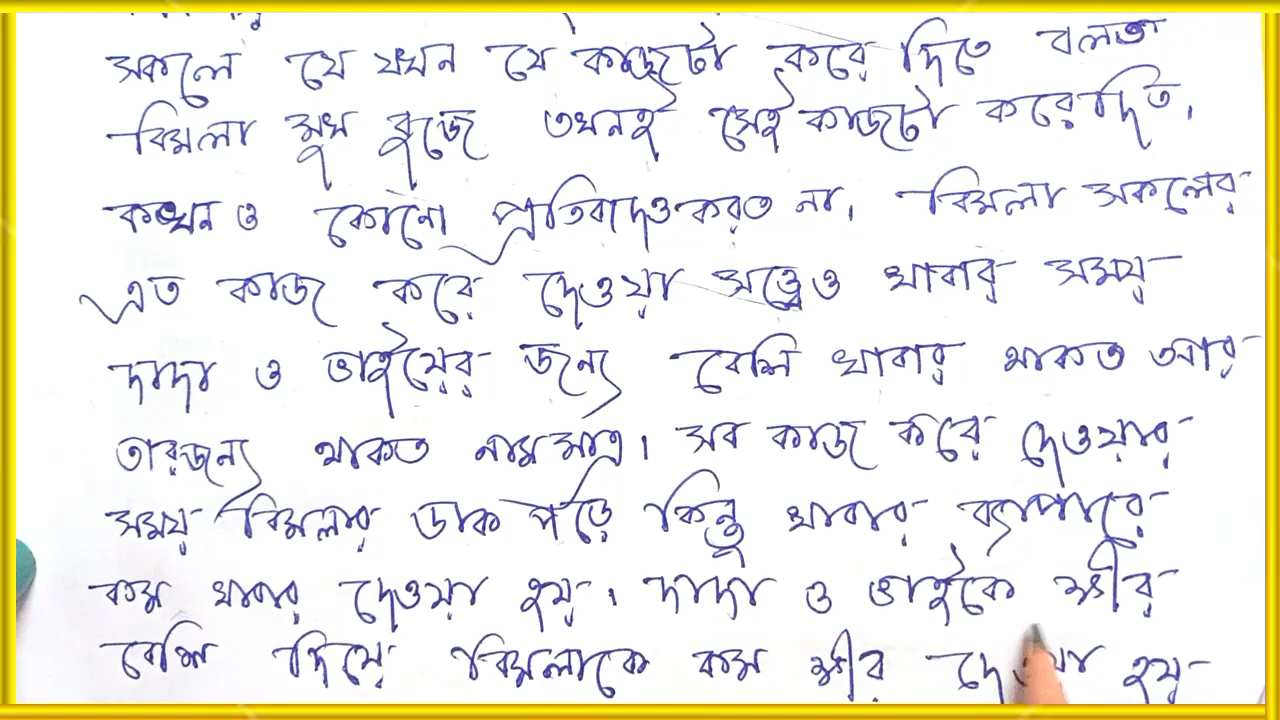 সকলে যে যখন যে কাজটা করে দিতে বলত
বিমলা মুখ বুজে তখনই সেই কাজটা করেদিত।
কখন ও কোনো প্রতিবাদও করত না। বিমলা সকলের
এত কাজ করে দেওয়া সত্ত্বেও খাবার সময়
দাদা ও ভাইয়ের জন্য বেশি খাবার থাকত আর
তারজন্য থাকত নামমাত্র। সব কাজ করে দেওয়ার
সময় বিমলার ডাক পড়ে কিন্তু খাবার ব্যাপারে
কম খাবার দেওয়া হয়। দাদা ও ভাইকে ক্ষীর
বেশি দিয়ে বিমলাকে কম ক্ষীর দেওয়া হয়